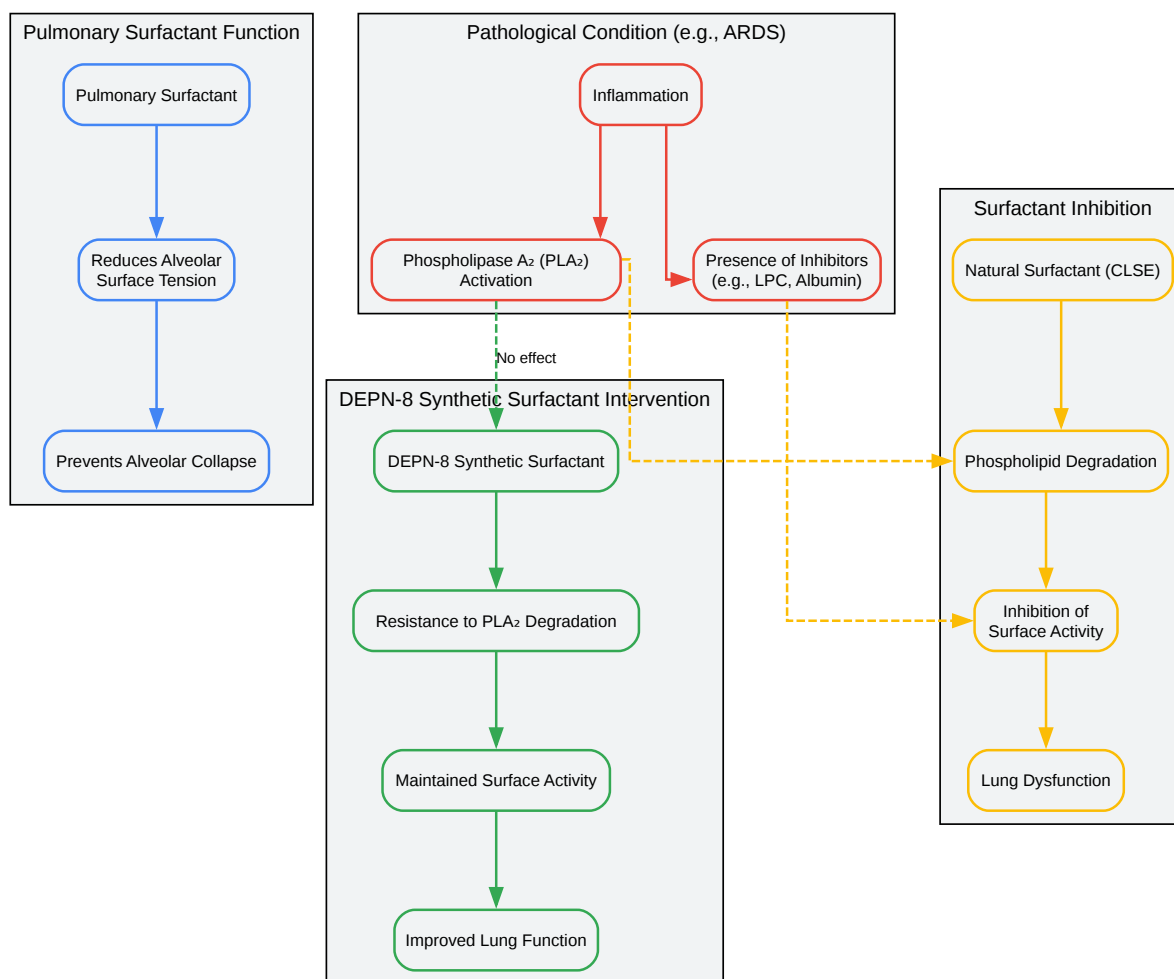 Pulmonary Surfactant Function
Pulmonary Surfactant
Reduces Alveolar
Surface Tension
Prevents Alveolar Collapse
Pathological Condition (e.g., ARDS)
Inflammation
Phospholipase A₂ (PLA₂)
Activation
Presence of Inhibitors
(e.g., LPC, Albumin)
No effect
DEPN-8 Synthetic Surfactant Intervention
DEPN-8 Synthetic Surfactant
Resistance to PLA₂ Degradation
Maintained Surface Activity
Improved Lung Function
Surfactant Inhibition
Natural Surfactant (CLSE)
Phospholipid Degradation
Inhibition of
Surface Activity
Lung Dysfunction